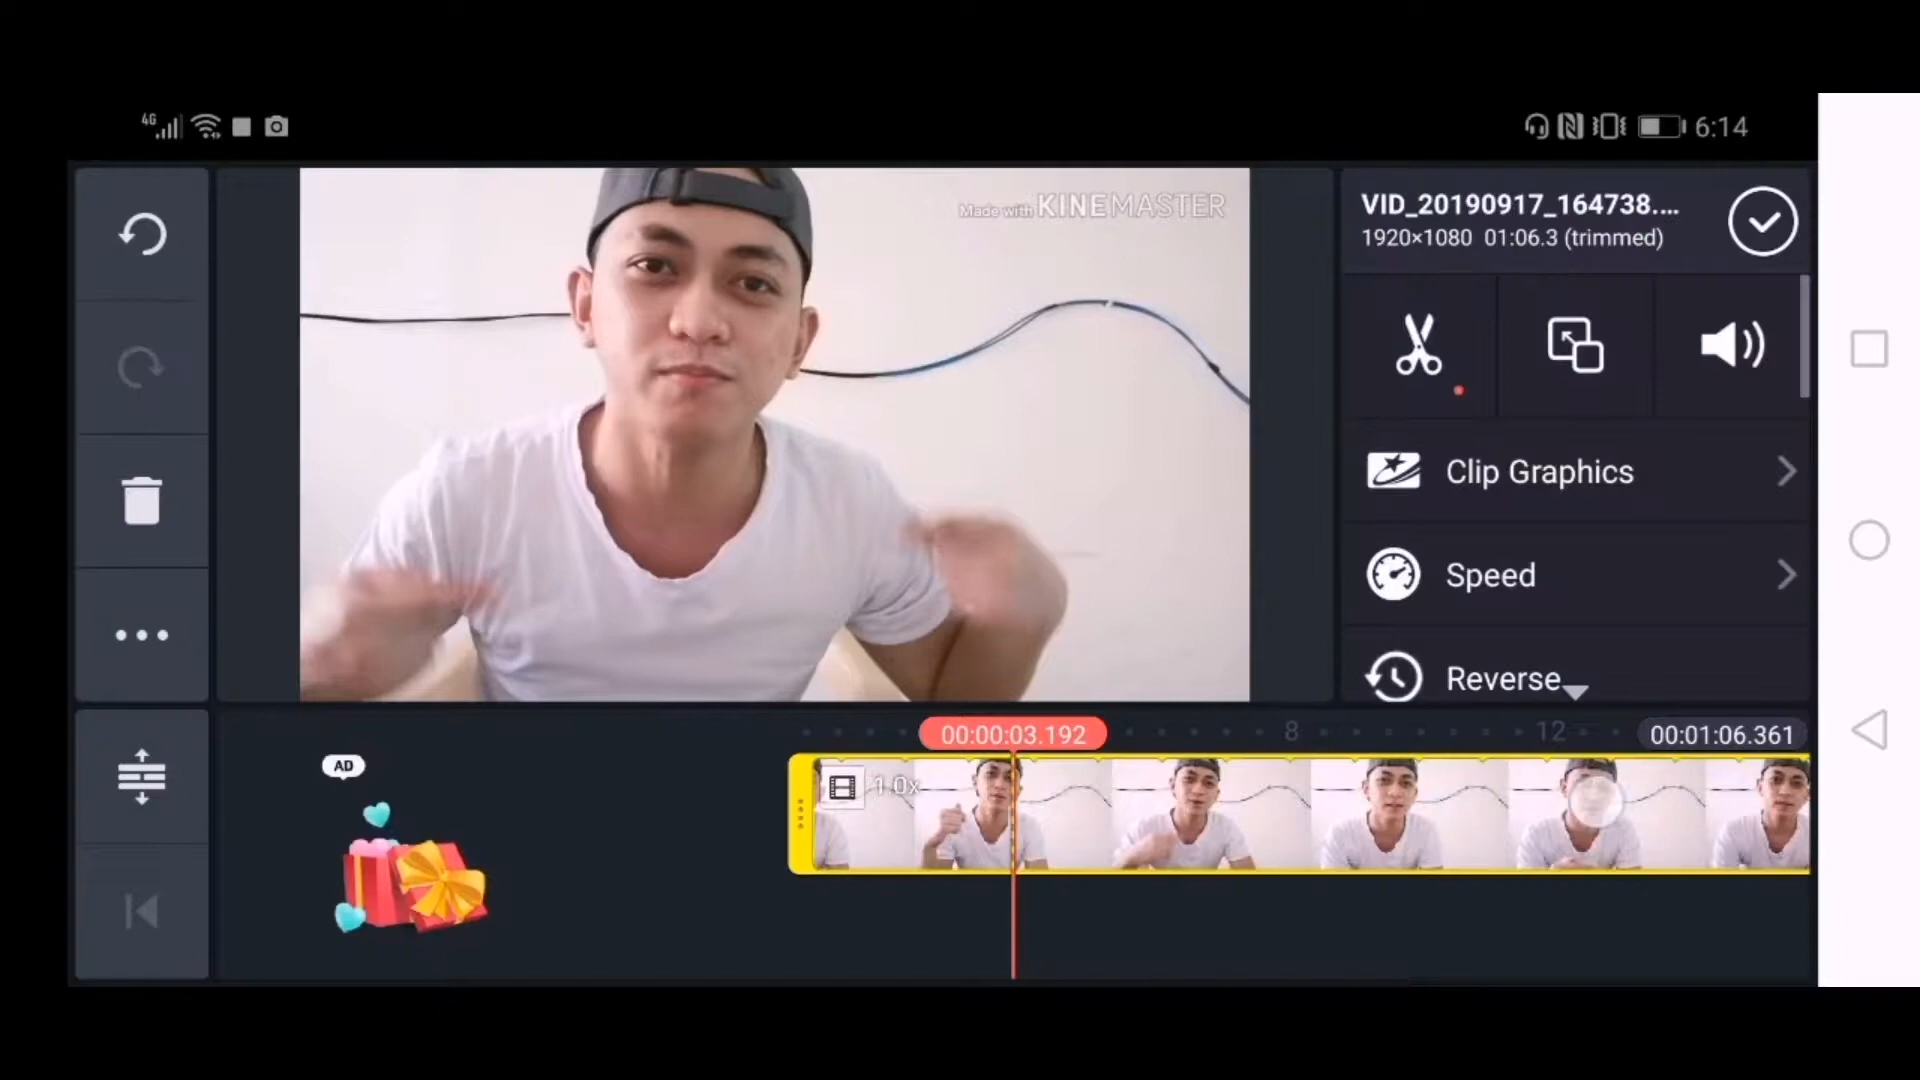 4G
6:14
Made with KINEMASTER
VID_20190917_164738....
1920×1080 01:06.3 (trimmed)
Clip Graphics
Speed
Reverse
00:00:03.192
8
12
00:01:06.361
AD
1.0x